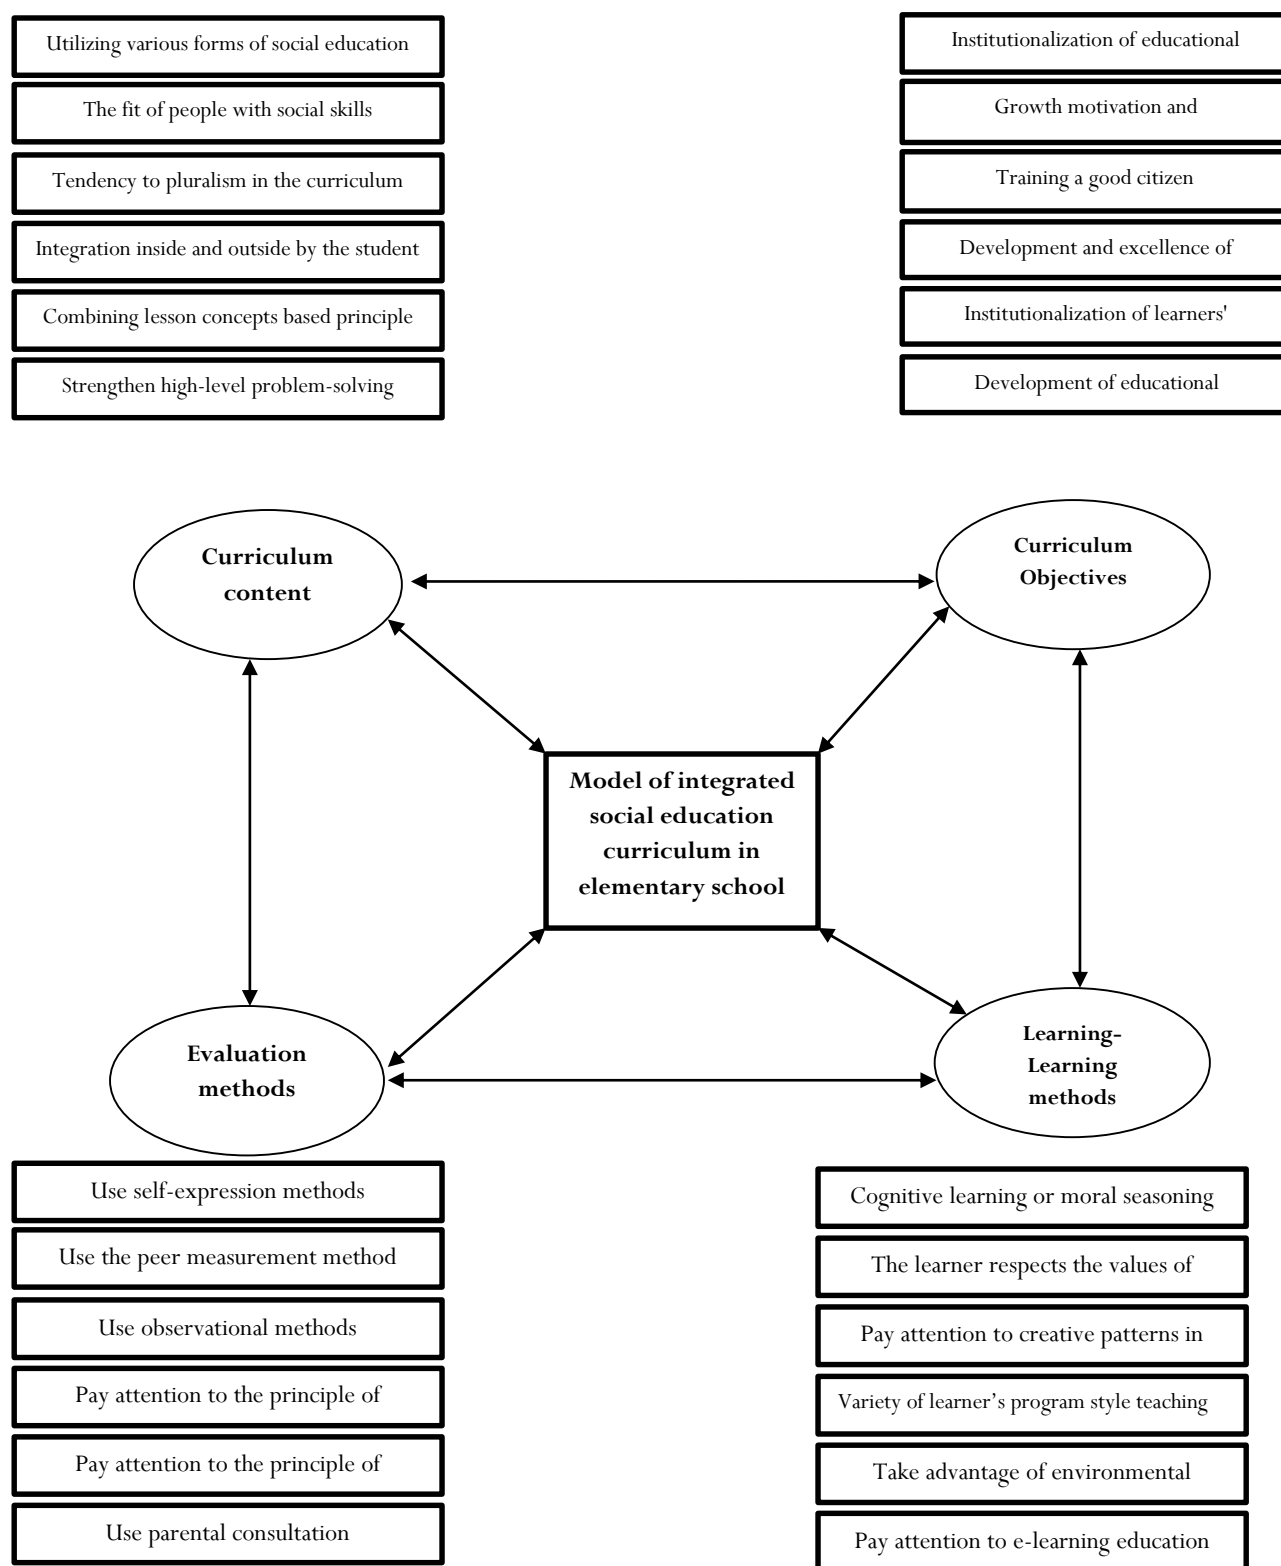 Utilizing various forms of social education
The fit of people with social skills
Tendency to pluralism in the curriculum
Integration inside and outside by the student
Combining lesson concepts based principle
Strengthen high-level problem-solving
Institutionalization of educational
Growth motivation and
Training a good citizen
Development and excellence of
Institutionalization of learners'
Development of educational
Curriculum
content
Curriculum
Objectives
Model of integrated
social education
curriculum in
elementary school
Evaluation
methods
Learning-
Learning
methods
Use self-expression methods
Use the peer measurement method
Use observational methods
Pay attention to the principle of
Pay attention to the principle of
Use parental consultation
Cognitive learning or moral seasoning
The learner respects the values of
Pay attention to creative patterns in
Variety of learner’s program style teaching
Take advantage of environmental
Pay attention to e-learning education